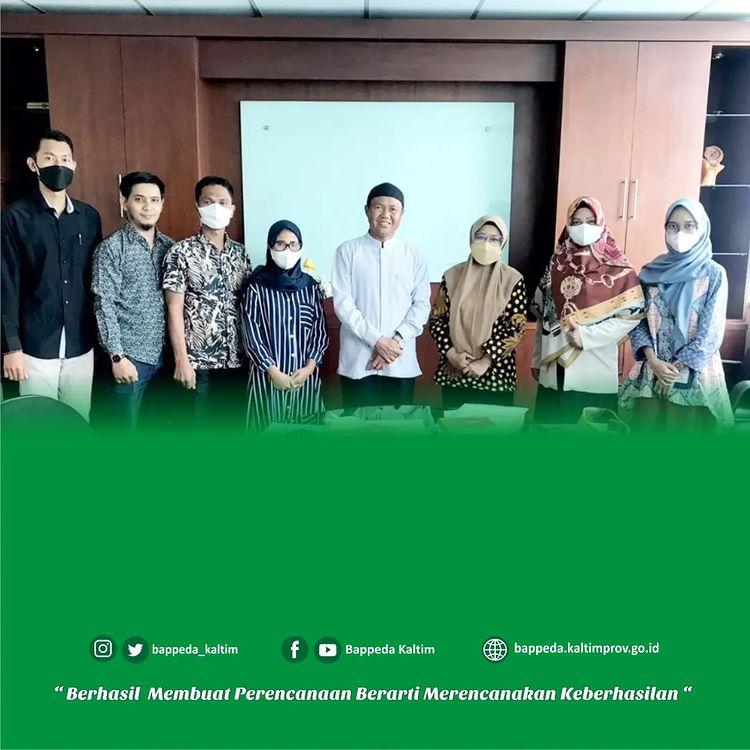 bappeda_kaltim
Bappeda Kaltim
bappeda.kaltimprov.go.id
“ Berhasil Membuat Perencanaan Berarti Merencanakan Keberhasilan “